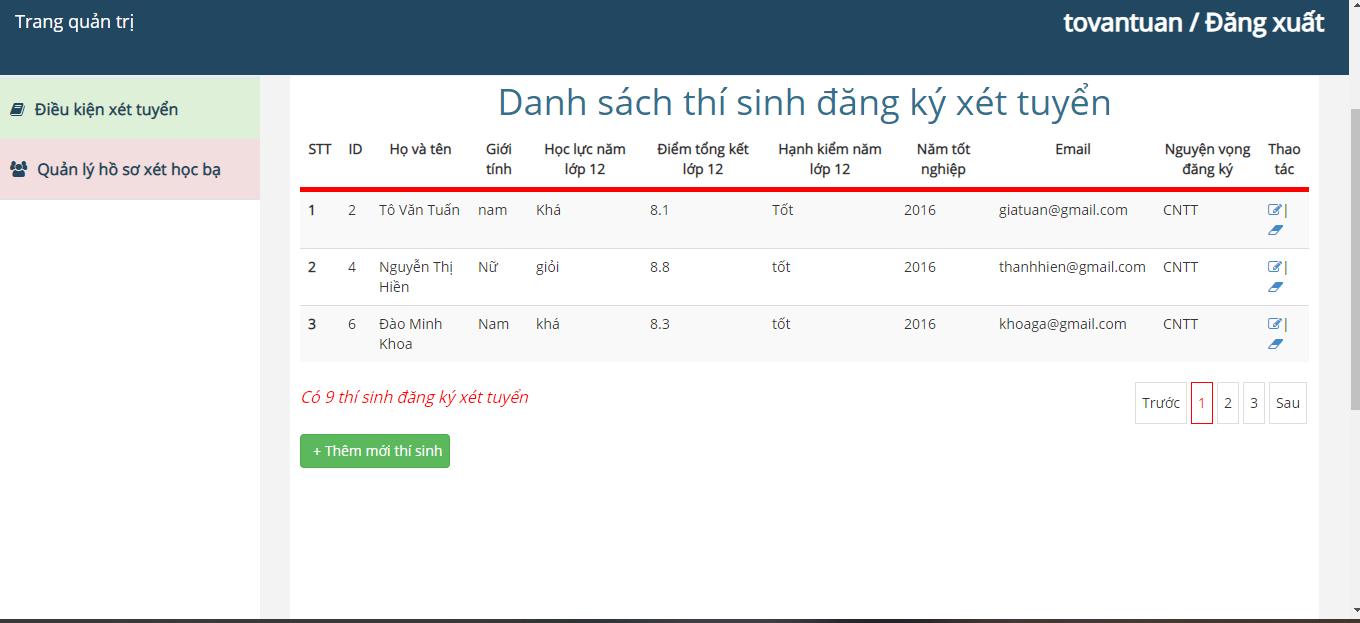 Trang quản trị
tovantuan / Đăng xuất
Điều kiện xét tuyển
Quản lý hồ sơ xét học bạ
Danh sách thí sinh đăng ký xét tuyển
STT ID Họ và tên Giới tính Học lực năm lớp 12 Điểm tổng kết lớp 12 Hạnh kiểm năm lớp 12 Năm tốt nghiệp Email Nguyện vọng đăng ký Thao tác
1 2 Tô Văn Tuấn nam Khá 8.1 Tốt 2016 giatuan@gmail.com CNTT |
2 4 Nguyễn Thị Hiền Nữ giỏi 8.8 tốt 2016 thanhhien@gmail.com CNTT |
3 6 Đào Minh Khoa Nam khá 8.3 tốt 2016 khoaga@gmail.com CNTT |
Có 9 thí sinh đăng ký xét tuyển
Trước 1 2 3 Sau
+ Thêm mới thí sinh